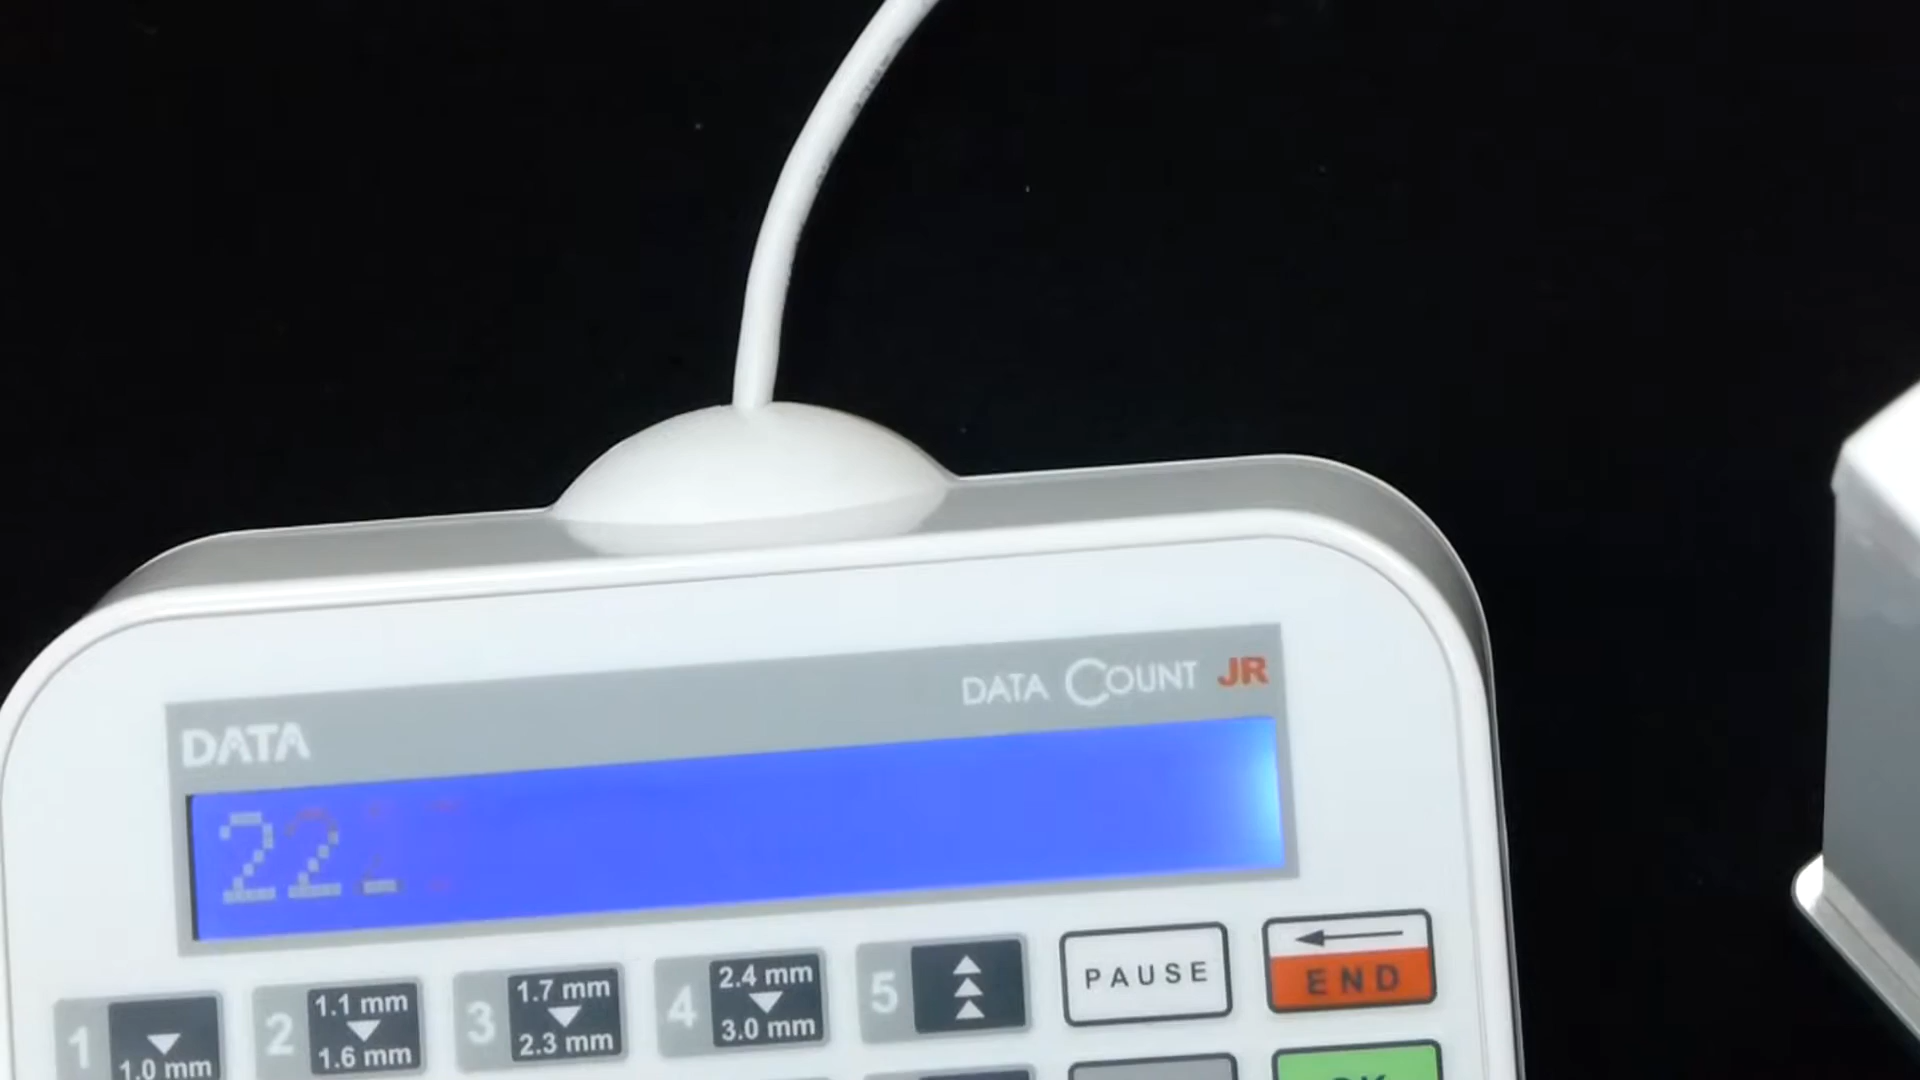 DATA COUNT JR
DATA
22
PAUSE
END
1
1.0 mm
2
1.1 mm
1.6 mm
3
1.7 mm
2.3 mm
4
2.4 mm
3.0 mm
5
OK